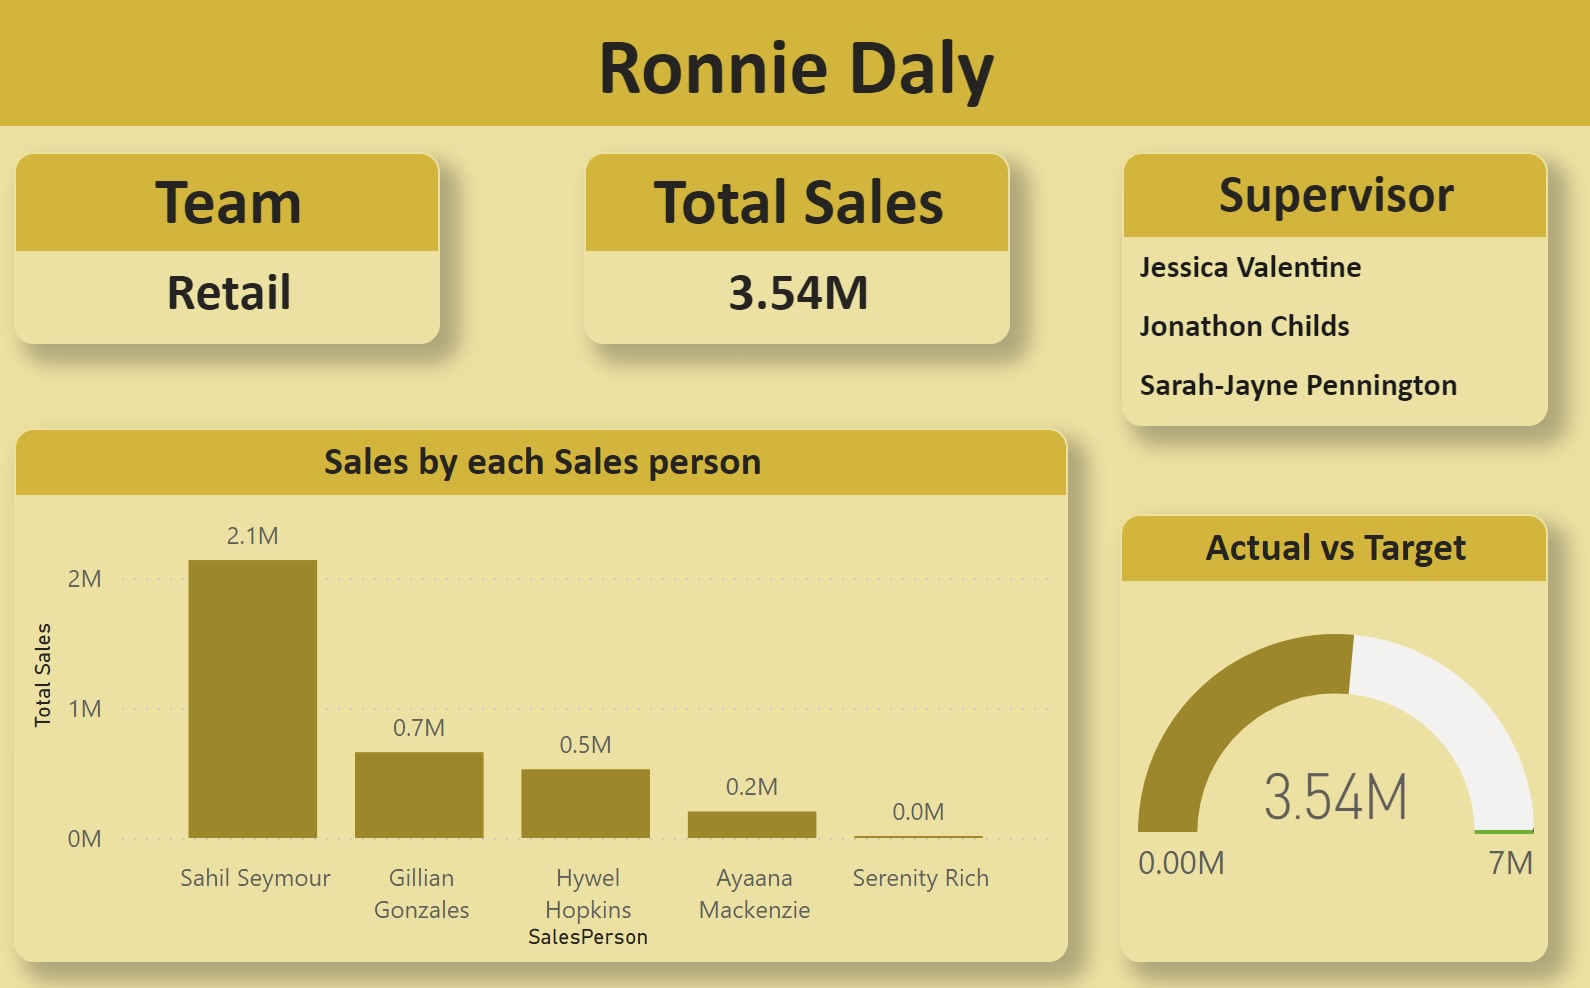 Ronnie Daly
Team
Retail
Total Sales
3.54M
Supervisor
Jessica Valentine
Jonathon Childs
Sarah-Jayne Pennington
Sales by each Sales person
Total Sales
2M
1M
0M
2.1M
0.7M
0.5M
0.2M
0.0M
Sahil Seymour
Gillian
Gonzales
Hywel
Hopkins
Ayaana
Mackenzie
Serenity Rich
SalesPerson
Actual vs Target
3.54M
0.00M
7M